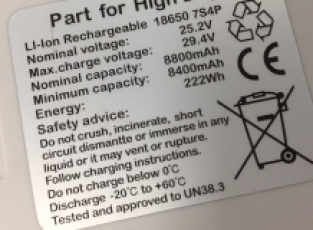 Part for High
Li-Ion Rechargeable 18650 7S4P
Nominal voltage: 25.2V
Max.charge voltage: 29.4V
Nominal capacity: 8800mAh
Minimum capacity: 8400mAh
Energy: 222Wh
Safety advice:
Do not crush, incinerate, short
circuit dismantle or immerse in any
liquid or it may vent or rupture.
Follow charging instructions.
Do not charge below 0°C
Discharge -20°C to +60°C
Tested and approved to UN38.3
CE